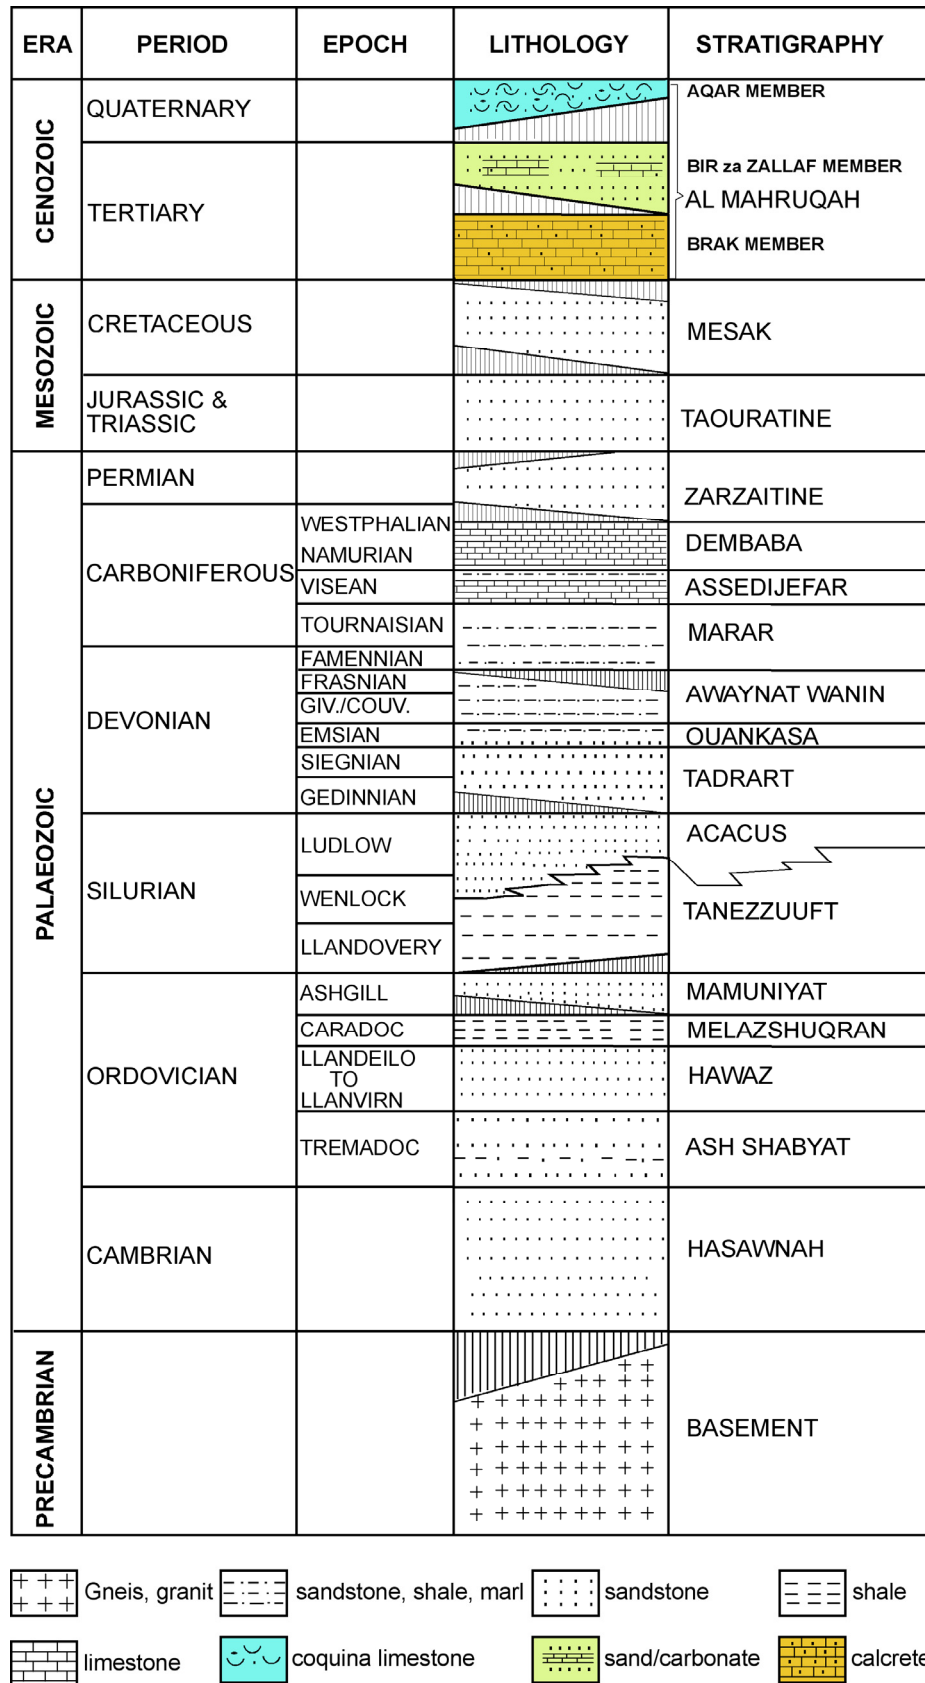 ERA PERIOD EPOCH LITHOLOGY STRATIGRAPHY
CENOZOIC
QUATERNARY
AQAR MEMBER
TERTIARY
BIR za ZALLAF MEMBER
AL MAHRUQAH
BRAK MEMBER
MESOZOIC
CRETACEOUS
MESAK
JURASSIC &
TRIASSIC
TAOURATINE
PALAEOZOIC
PERMIAN
ZARZAITINE
CARBONIFEROUS
WESTPHALIAN
NAMURIAN
DEMBABA
VISEAN
ASSEDIJEFAR
TOURNAISIAN
MARAR
DEVONIAN
FAMENNIAN
FRASNIAN
GIV./COUV.
AWAYNAT WANIN
EMSIAN
OUANKASA
SIEGNIAN
GEDINNIAN
TADRART
SILURIAN
LUDLOW
ACACUS
WENLOCK
TANEZZUUFT
LLANDOVERY
ORDOVICIAN
ASHGILL
MAMUNIYAT
CARADOC
MELAZSHUQRAN
LLANDEILO
TO
LLANVIRN
HAWAZ
TREMADOC
ASH SHABYAT
CAMBRIAN
HASAWNAH
PRECAMBRIAN
BASEMENT
Gneis, granit sandstone, shale, marl sandstone shale
limestone coquina limestone sand/carbonate calcrete